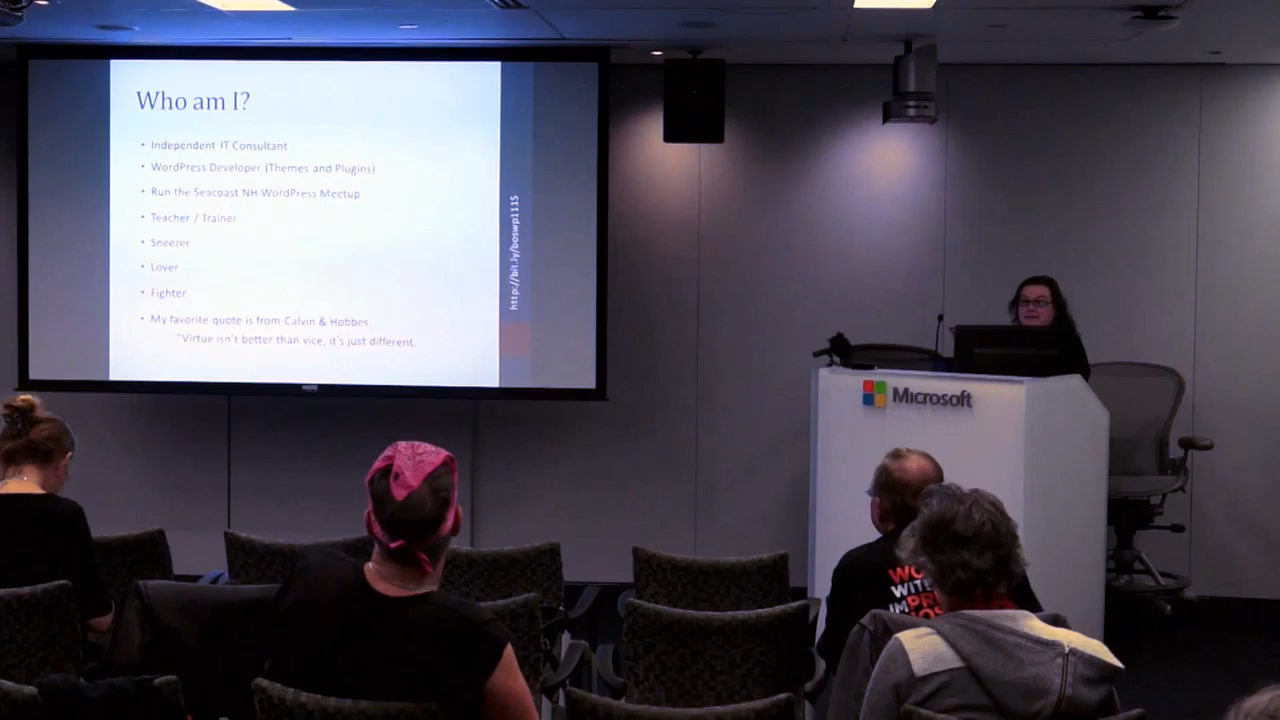 Who am I?
• Independent IT Consultant
• WordPress Developer (Themes and Plugins)
• Run the Seacoast NH WordPress Meetup
• Teacher / Trainer
• Sneezer
• Lover
• Fighter
• My favorite quote is from Calvin & Hobbes:
"Virtue isn't better than vice, it's just different.
http://bit.ly/boswp1115
Microsoft
WITH